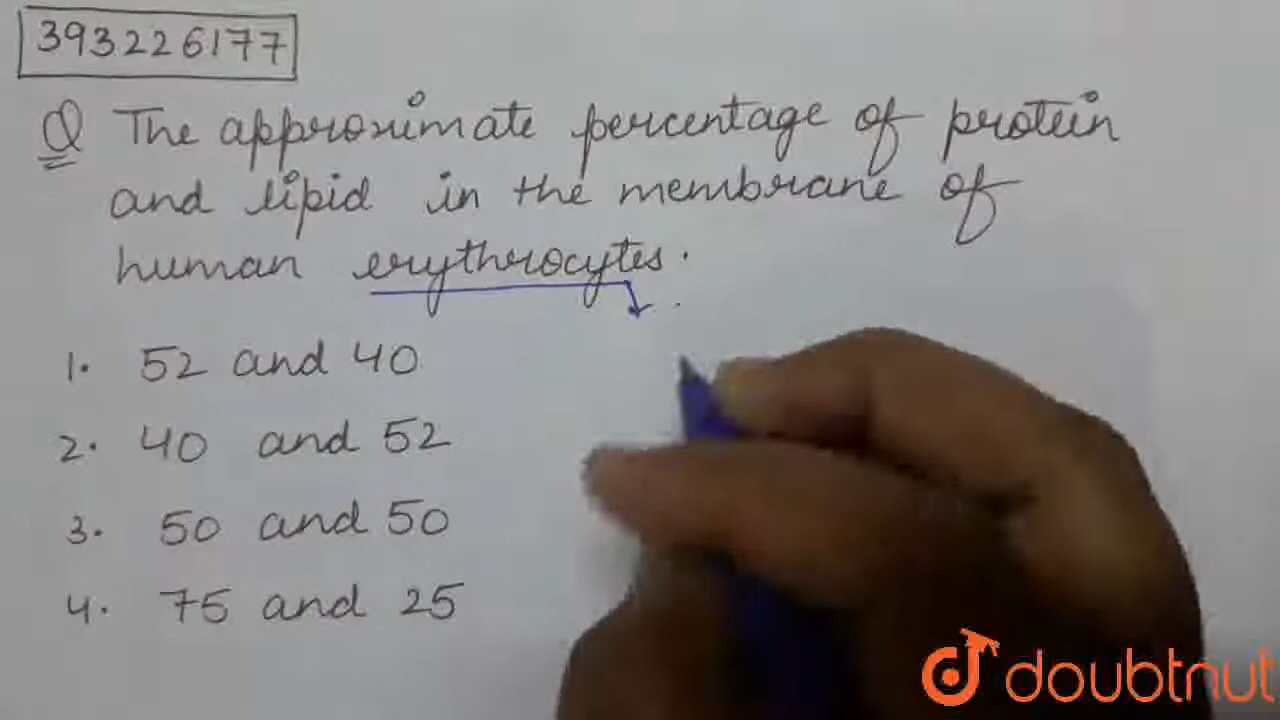 393226177
Q The approximate percentage of protein
and lipid in the membrane of
human erythrocytes.
1. 52 and 40
2. 40 and 52
3. 50 and 50
4. 75 and 25
doubtnut